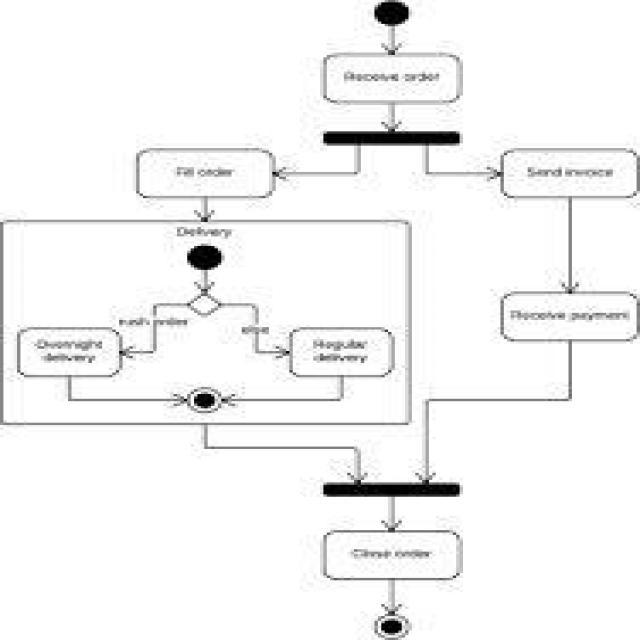 Receive order
Fill order
Send invoice
Delivery
rush order
else
Overnight
delivery
Regular
delivery
Receive payment
Close order